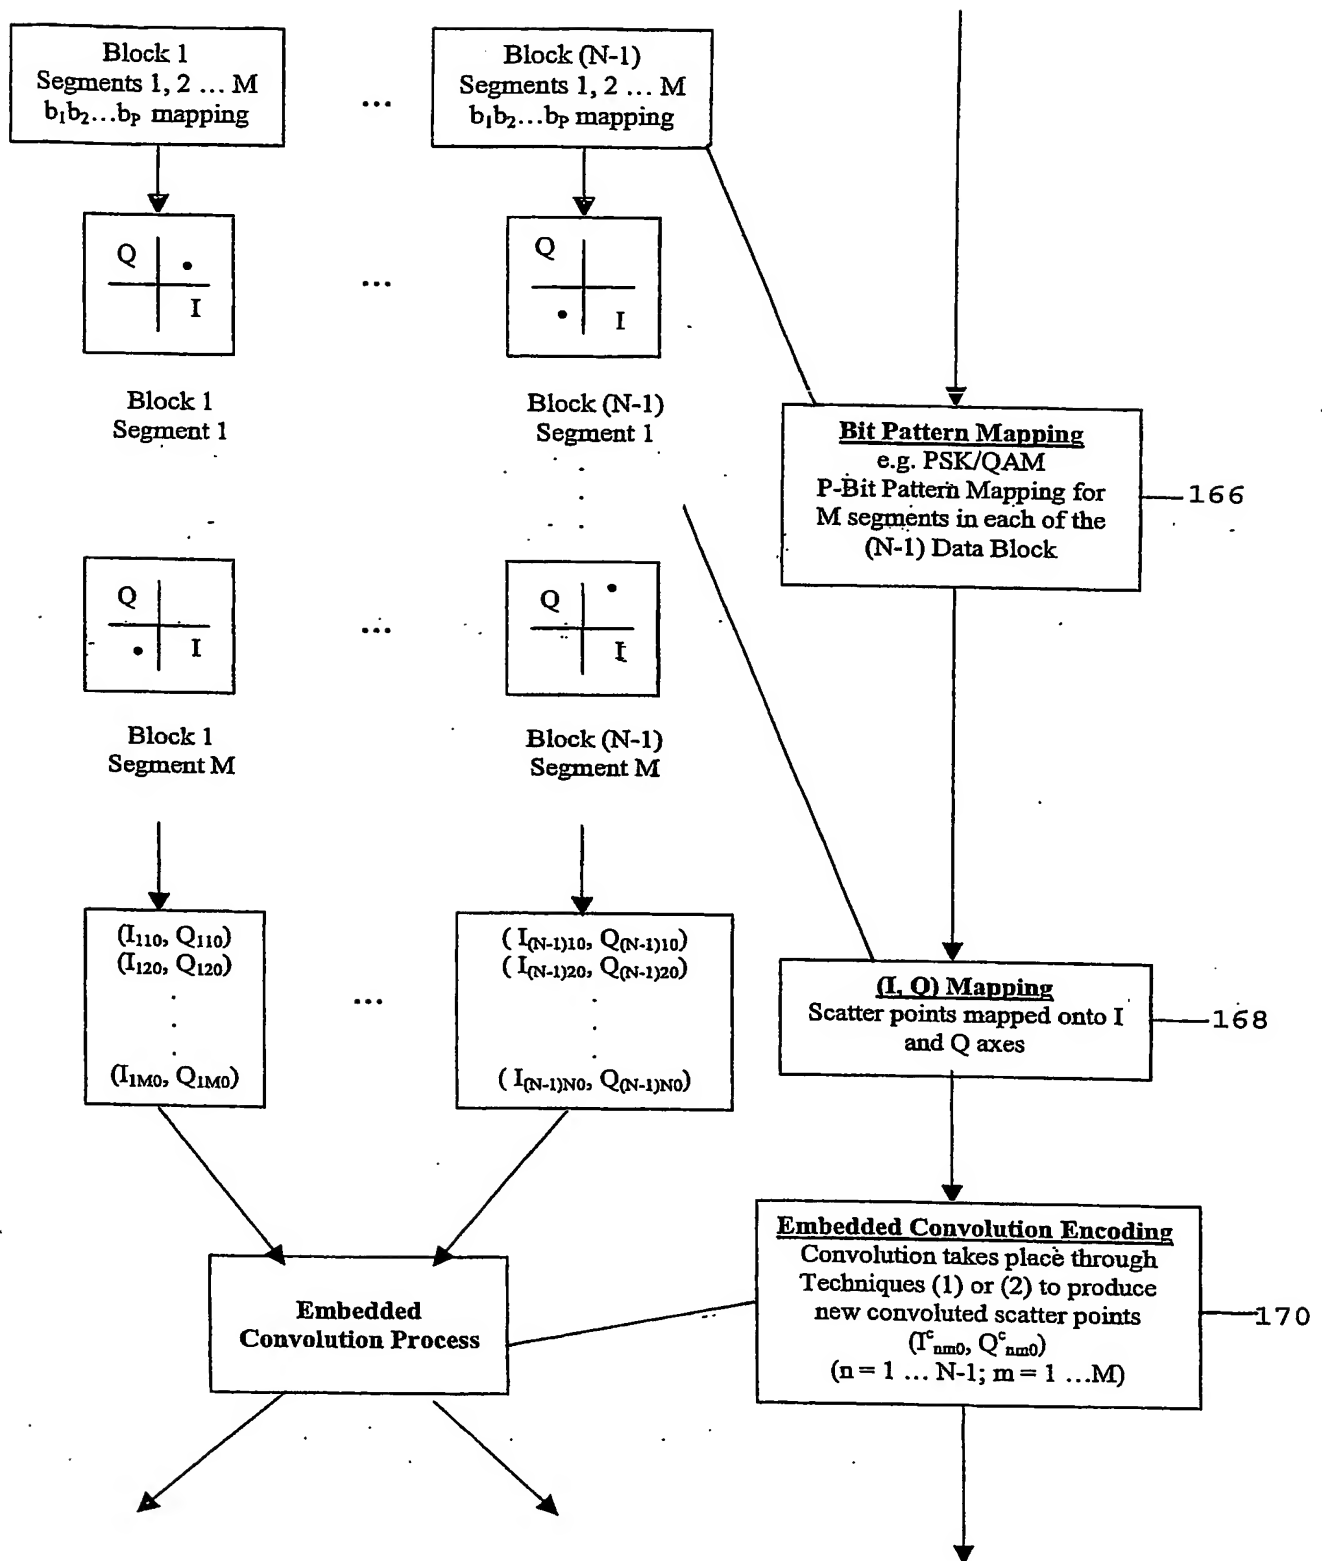 Block 1
Segments 1, 2 ... M
b₁b₂...bₚ mapping
...
Block (N-1)
Segments 1, 2 ... M
b₁b₂...bₚ mapping
Q
I
...
Q
I
Block 1
Segment 1
Block (N-1)
Segment 1
Bit Pattern Mapping
e.g. PSK/QAM
P-Bit Pattern Mapping for
M segments in each of the
(N-1) Data Block
166
Q
I
...
Q
I
Block 1
Segment M
Block (N-1)
Segment M
(I₁₁₀, Q₁₁₀)
(I₁₂₀, Q₁₂₀)
.
.
.
(I₁M₀, Q₁M₀)
...
( I(N-1)10, Q(N-1)10)
( I(N-1)20, Q(N-1)20)
.
.
.
( I(N-1)N0, Q(N-1)N0)
(I, Q) Mapping
Scatter points mapped onto I
and Q axes
168
Embedded
Convolution Process
Embedded Convolution Encoding
Convolution takes place through
Techniques (1) or (2) to produce
new convoluted scatter points
(Iᶜnm0, Qᶜnm0)
(n = 1 ... N-1; m = 1 ...M)
170